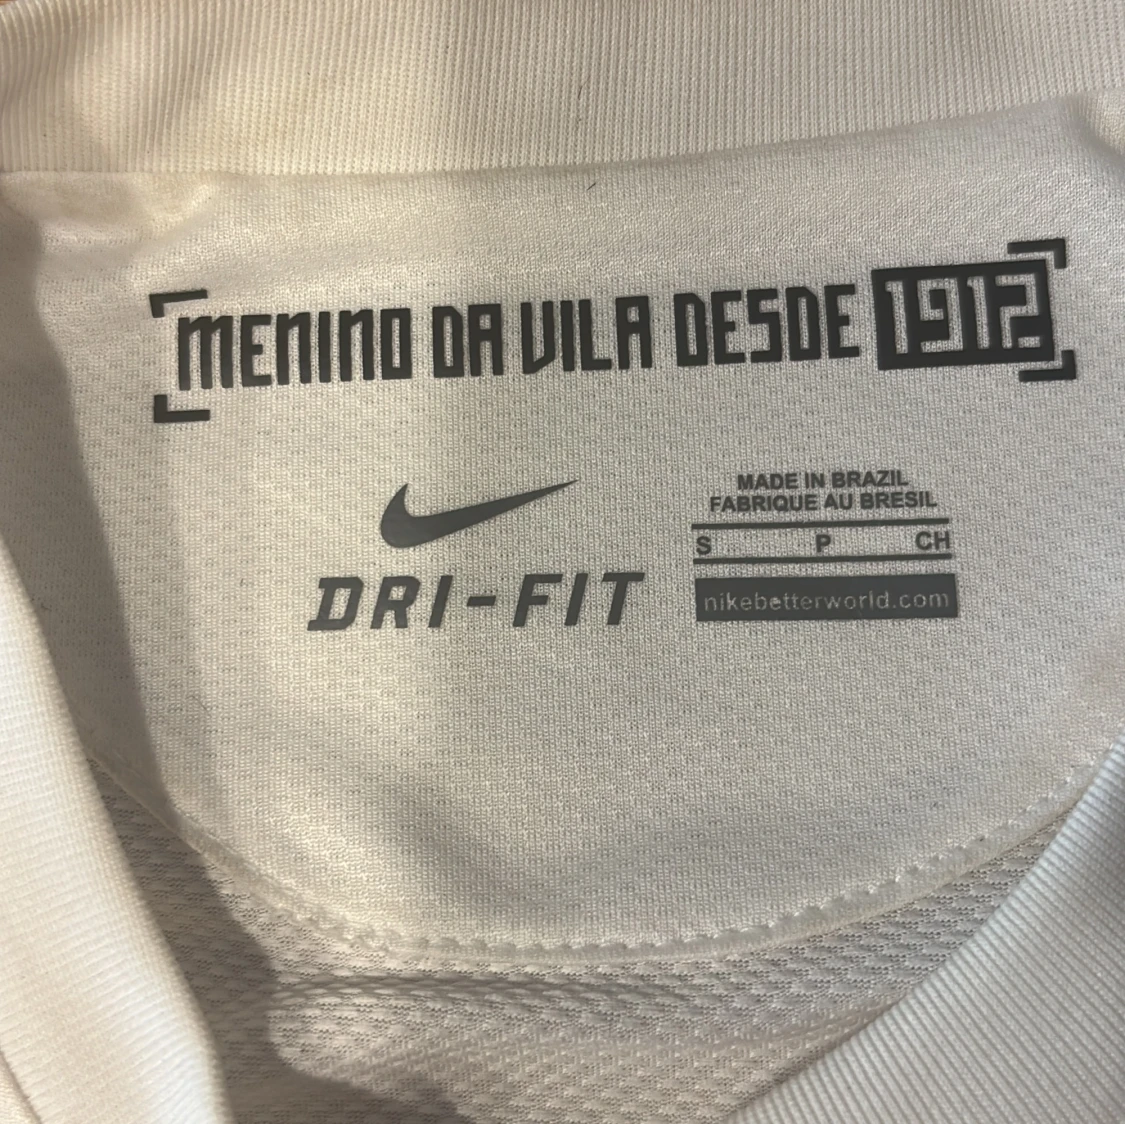 MENINO DA VILA DESDE 1912
MADE IN BRAZIL
FABRIQUE AU BRESIL
S P CH
DRI-FIT
nikebetterworld.com